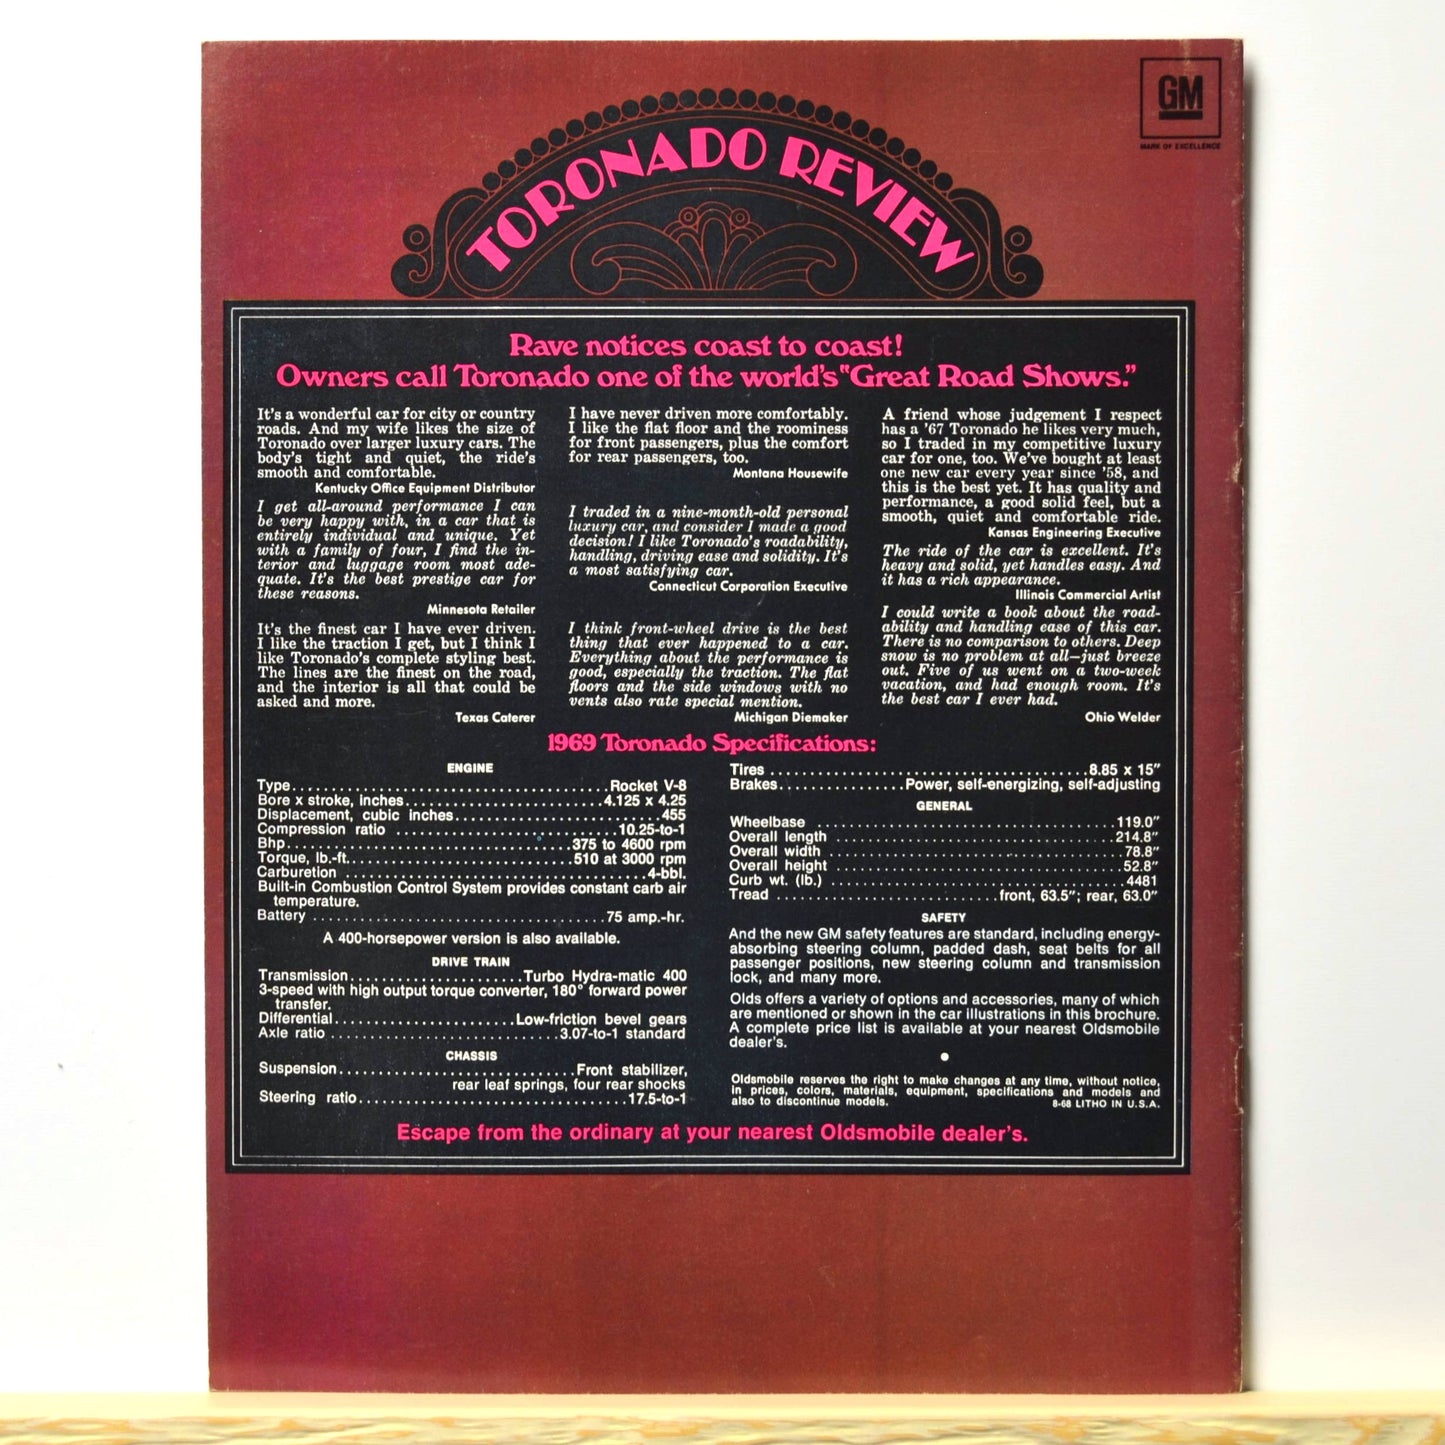 GM
MARK OF EXCELLENCE
TORONADO REVIEW
Rave notices coast to coast!
Owners call Toronado one of the world's "Great Road Shows."
It's a wonderful car for city or country
roads. And my wife likes the size of
Toronado over larger luxury cars. The
body's tight and quiet, the ride's
smooth and comfortable.
Kentucky Office Equipment Distributor
I get all-around performance I can
be very happy with, in a car that is
entirely individual and unique. Yet
with a family of four, I find the in-
terior and luggage room most ade-
quate. It's the best prestige car for
these reasons.
Minnesota Retailer
It's the finest car I have ever driven.
I like the traction I get, but I think I
like Toronado's complete styling best.
The lines are the finest on the road,
and the interior is all that could be
asked and more.
Texas Caterer
I have never driven more comfortably.
I like the flat floor and the roominess
for front passengers, plus the comfort
for rear passengers, too.
Montana Housewife
I traded in a nine-month-old personal
luxury car, and consider I made a good
decision! I like Toronado's roadability,
handling, driving ease and solidity. It's
a most satisfying car.
Connecticut Corporation Executive
I think front-wheel drive is the best
thing that ever happened to a car.
Everything about the performance is
good, especially the traction. The flat
floors and the side windows with no
vents also rate special mention.
Michigan Diemaker
A friend whose judgement I respect
has a '67 Toronado he likes very much,
so I traded in my competitive luxury
car for one, too. We've bought at least
one new car every year since '58, and
this is the best yet. It has quality and
performance, a good solid feel, but a
smooth, quiet and comfortable ride.
Kansas Engineering Executive
The ride of the car is excellent. It's
heavy and solid, yet handles easy. And
it has a rich appearance.
Illinois Commercial Artist
I could write a book about the road-
ability and handling ease of this car.
There is no comparison to others. Deep
snow is no problem at all—just breeze
out. Five of us went on a two-week
vacation, and had enough room. It's
the best car I ever had.
Ohio Welder
1969 Toronado Specifications:
ENGINE
Type . . . . . Rocket V-8
Bore x stroke, inches . . . . . 4.125 x 4.25
Displacement, cubic inches . . . . . 455
Compression ratio . . . . . 10.25-to-1
Bhp . . . . . 375 to 4600 rpm
Torque, lb.-ft. . . . . . 510 at 3000 rpm
Carburetion . . . . . 4-bbl.
Built-in Combustion Control System provides constant carb air
temperature.
Battery . . . . . 75 amp.-hr.
A 400-horsepower version is also available.
DRIVE TRAIN
Transmission . . . . . Turbo Hydra-matic 400
3-speed with high output torque converter, 180° forward power
transfer.
Differential . . . . . Low-friction bevel gears
Axle ratio . . . . . 3.07-to-1 standard
CHASSIS
Suspension . . . . . Front stabilizer,
rear leaf springs, four rear shocks
Steering ratio . . . . . 17.5-to-1
Tires . . . . . 8.85 x 15"
Brakes . . . . . Power, self-energizing, self-adjusting
GENERAL
Wheelbase . . . . . 119.0"
Overall length . . . . . 214.8"
Overall width . . . . . 78.8"
Overall height . . . . . 52.8"
Curb wt. (lb.) . . . . . 4481
Tread . . . . . front, 63.5"; rear, 63.0"
SAFETY
And the new GM safety features are standard, including energy-
absorbing steering column, padded dash, seat belts for all
passenger positions, new steering column and transmission
lock, and many more.
Olds offers a variety of options and accessories, many of which
are mentioned or shown in the car illustrations in this brochure.
A complete price list is available at your nearest Oldsmobile
dealer's.
Oldsmobile reserves the right to make changes at any time, without notice,
in prices, colors, materials, equipment, specifications and models and
also to discontinue models. 8-68 LITHO IN U.S.A.
Escape from the ordinary at your nearest Oldsmobile dealer's.